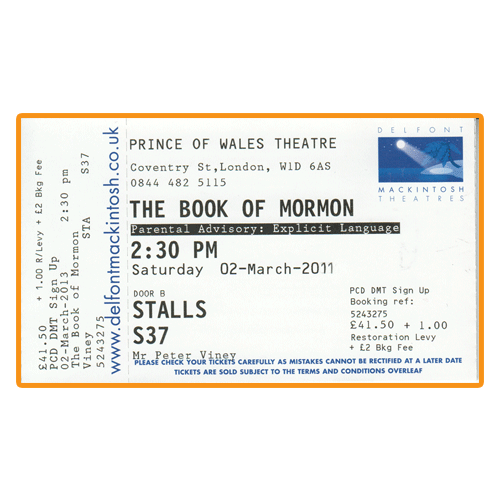 £41.50 + 1.00 R/Levy + £2 Bkg Fee
PCD DMT Sign Up
02-March-2013 2:30 pm
The Book of Mormon
Viney STA S37
5243275
www.delfontmackintosh.co.uk
PRINCE OF WALES THEATRE
Coventry St,London, W1D 6AS
0844 482 5115
DELFONT
MACKINTOSH
THEATRES
THE BOOK OF MORMON
Parental Advisory: Explicit Language
2:30 PM
Saturday 02-March-2011
DOOR B
STALLS
S37
Mr Peter Viney
PCD DMT Sign Up
Booking ref:
5243275
£41.50 + 1.00
Restoration Levy
+ £2 Bkg Fee
PLEASE CHECK YOUR TICKETS CAREFULLY AS MISTAKES CANNOT BE RECTIFIED AT A LATER DATE
TICKETS ARE SOLD SUBJECT TO THE TERMS AND CONDITIONS OVERLEAF